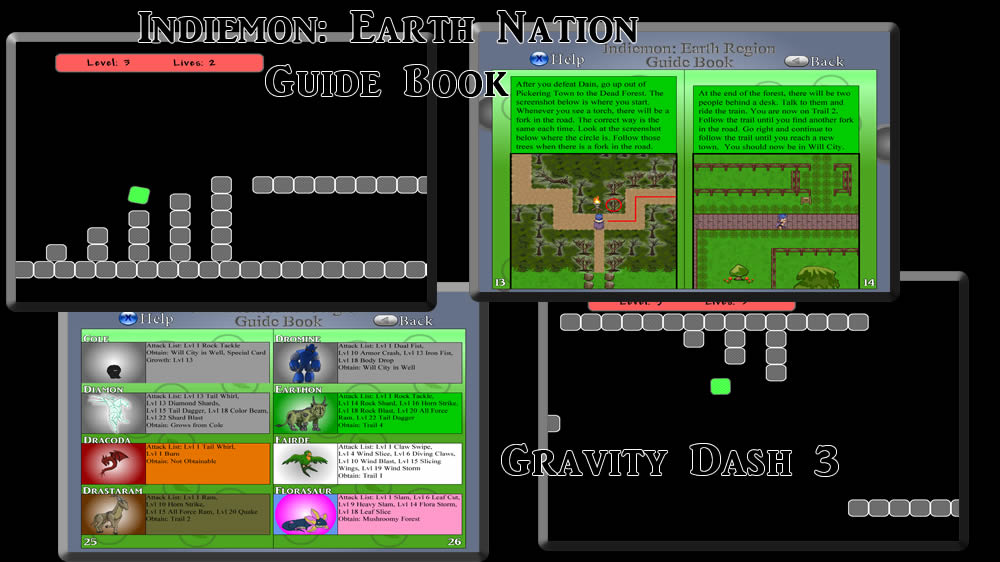 Indiemon: Earth Nation
Guide Book
Level: 3 Lives: 2
Indiemon: Earth Region
Guide Book
X Help
Back
After you defeat Dain, go up out of
Pickering Town to the Dead Forest. The
screenshot below is where you start.
Whenever you see a torch, there will be a
fork in the road. The correct way is the
same each time. Look at the screenshot
below where the circle is. Follow those
trees when there is a fork in the road.
13
At the end of the forest, there will be two
people behind a desk. Talk to them and
ride the train. You are now on Trail 2.
Follow the trail until you find another fork
in the road. Go right and continue to
follow the trail until you reach a new
town. You should now be in Will City.
14
X Help
Guide Book
Back
Cole
Attack List: Lvl 1 Rock Tackle
Obtain: Will City in Well, Special Card
Growth: Lvl 13
Diamon
Attack List: Lvl 13 Tail Whirl,
Lvl 13 Diamond Shards,
Lvl 15 Tail Dagger, Lvl 18 Color Beam,
Lvl 22 Shard Blast
Obtain: Grows from Cole
Dracoda
Attack List: Lvl 1 Tail Whirl,
Lvl 1 Burn
Obtain: Not Obtainable
Drastaram
Attack List: Lvl 1 Ram,
Lvl 10 Horn Strike,
Lvl 15 All Force Ram, Lvl 20 Quake
Obtain: Trail 2
25
Dromine
Attack List: Lvl 1 Dual Fist,
Lvl 10 Armor Crash, Lvl 13 Iron Fist,
Lvl 18 Body Drop
Obtain: Will City in Well
Earthon
Attack List: Lvl 1 Rock Tackle,
Lvl 14 Rock Shard, Lvl 16 Horn Strike,
Lvl 18 Rock Blast, Lvl 20 All Force
Ram, Lvl 22 Tail Dagger
Obtain: Trail 4
Fairde
Attack List: Lvl 1 Claw Swipe,
Lvl 4 Wind Slice, Lvl 6 Diving Claws,
Lvl 10 Wind Blast, Lvl 15 Slicing
Wings, Lvl 19 Wind Storm
Obtain: Trail 1
Florasaur
Attack List: Lvl 1 Slam, Lvl 6 Leaf Cut,
Lvl 9 Heavy Slam, Lvl 14 Flora Storm,
Lvl 18 Leaf Slice
Obtain: Mushroomy Forest
26
Gravity Dash 3